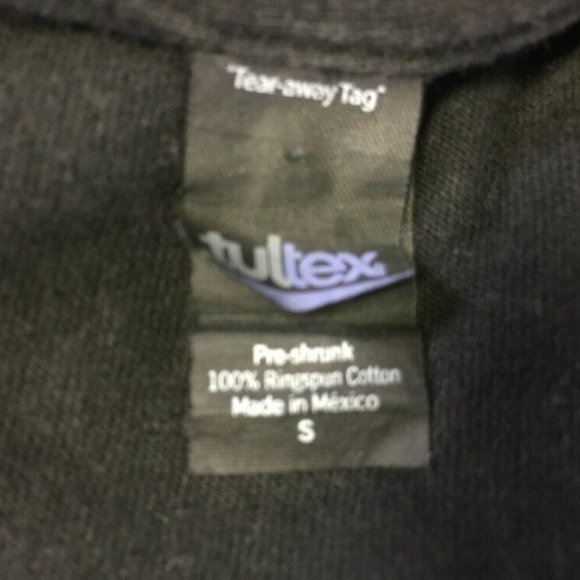 "Tear-away Tag"
tultex
Pre-shrunk
100% Ringspun Cotton
Made in México
S